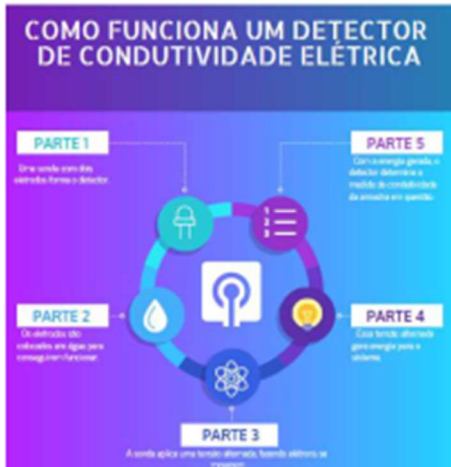 COMO FUNCIONA UM DETECTOR
DE CONDUTIVIDADE ELÉTRICA
PARTE 1
Uma sonda com dois
eletrodos forma o detector.
PARTE 5
Com a energia gerada, o
detector determina a
medida de condutividade
da amostra em questão.
1
2
3
PARTE 2
Os eletrodos são
colocados em água para
conseguirem funcionar.
PARTE 4
Essa tensão alternada
gera energia para o
sistema.
PARTE 3
A sonda aplica uma tensão alternada, fazendo elétrons se